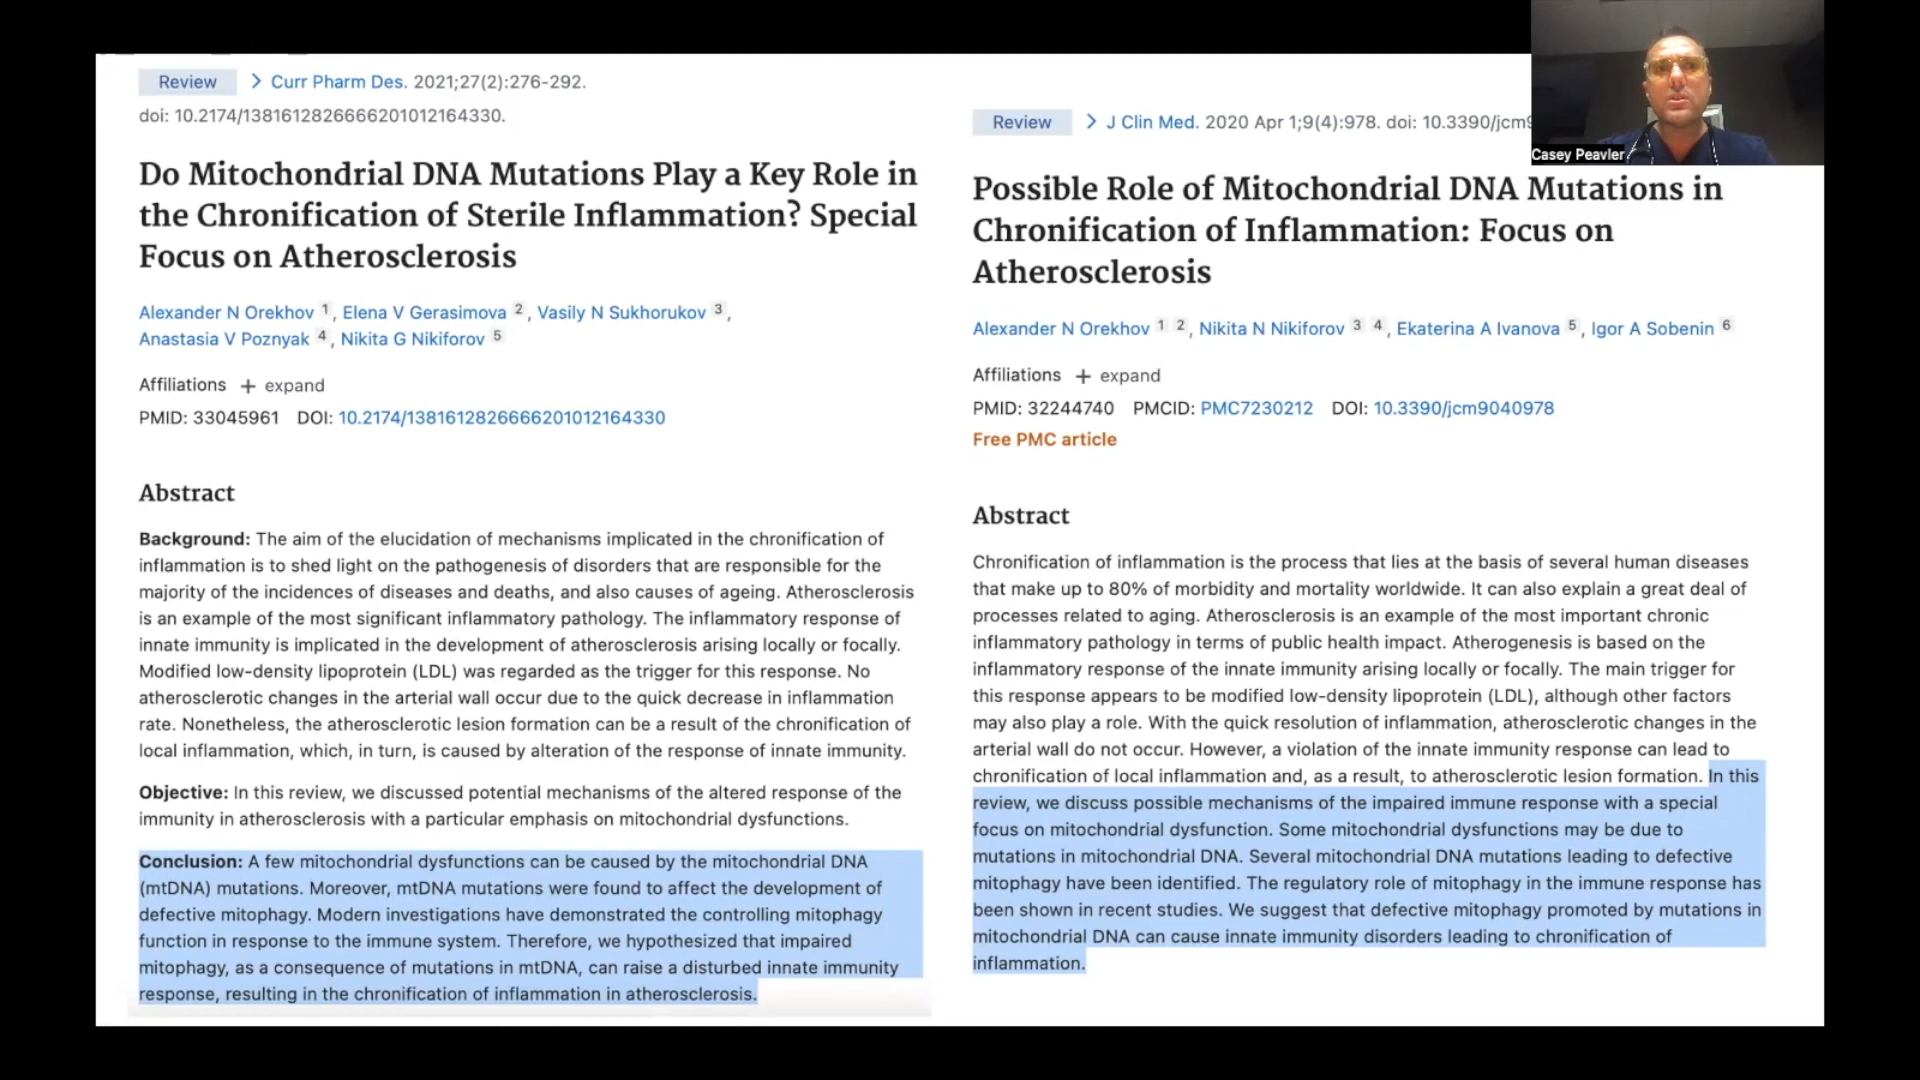 Review > Curr Pharm Des. 2021;27(2):276-292.
doi: 10.2174/1381612826666201012164330.
Do Mitochondrial DNA Mutations Play a Key Role in
the Chronification of Sterile Inflammation? Special
Focus on Atherosclerosis
Alexander N Orekhov 1, Elena V Gerasimova 2, Vasily N Sukhorukov 3,
Anastasia V Poznyak 4, Nikita G Nikiforov 5
Affiliations + expand
PMID: 33045961 DOI: 10.2174/1381612826666201012164330
Abstract
Background: The aim of the elucidation of mechanisms implicated in the chronification of
inflammation is to shed light on the pathogenesis of disorders that are responsible for the
majority of the incidences of diseases and deaths, and also causes of ageing. Atherosclerosis
is an example of the most significant inflammatory pathology. The inflammatory response of
innate immunity is implicated in the development of atherosclerosis arising locally or focally.
Modified low-density lipoprotein (LDL) was regarded as the trigger for this response. No
atherosclerotic changes in the arterial wall occur due to the quick decrease in inflammation
rate. Nonetheless, the atherosclerotic lesion formation can be a result of the chronification of
local inflammation, which, in turn, is caused by alteration of the response of innate immunity.
Objective: In this review, we discussed potential mechanisms of the altered response of the
immunity in atherosclerosis with a particular emphasis on mitochondrial dysfunctions.
Conclusion: A few mitochondrial dysfunctions can be caused by the mitochondrial DNA
(mtDNA) mutations. Moreover, mtDNA mutations were found to affect the development of
defective mitophagy. Modern investigations have demonstrated the controlling mitophagy
function in response to the immune system. Therefore, we hypothesized that impaired
mitophagy, as a consequence of mutations in mtDNA, can raise a disturbed innate immunity
response, resulting in the chronification of inflammation in atherosclerosis.
Review > J Clin Med. 2020 Apr 1;9(4):978. doi: 10.3390/jcm9
Possible Role of Mitochondrial DNA Mutations in
Chronification of Inflammation: Focus on
Atherosclerosis
Alexander N Orekhov 1 2, Nikita N Nikiforov 3 4, Ekaterina A Ivanova 5, Igor A Sobenin 6
Affiliations + expand
PMID: 32244740 PMCID: PMC7230212 DOI: 10.3390/jcm9040978
Free PMC article
Abstract
Chronification of inflammation is the process that lies at the basis of several human diseases
that make up to 80% of morbidity and mortality worldwide. It can also explain a great deal of
processes related to aging. Atherosclerosis is an example of the most important chronic
inflammatory pathology in terms of public health impact. Atherogenesis is based on the
inflammatory response of the innate immunity arising locally or focally. The main trigger for
this response appears to be modified low-density lipoprotein (LDL), although other factors
may also play a role. With the quick resolution of inflammation, atherosclerotic changes in the
arterial wall do not occur. However, a violation of the innate immunity response can lead to
chronification of local inflammation and, as a result, to atherosclerotic lesion formation. In this
review, we discuss possible mechanisms of the impaired immune response with a special
focus on mitochondrial dysfunction. Some mitochondrial dysfunctions may be due to
mutations in mitochondrial DNA. Several mitochondrial DNA mutations leading to defective
mitophagy have been identified. The regulatory role of mitophagy in the immune response has
been shown in recent studies. We suggest that defective mitophagy promoted by mutations in
mitochondrial DNA can cause innate immunity disorders leading to chronification of
inflammation.
Casey Peavler